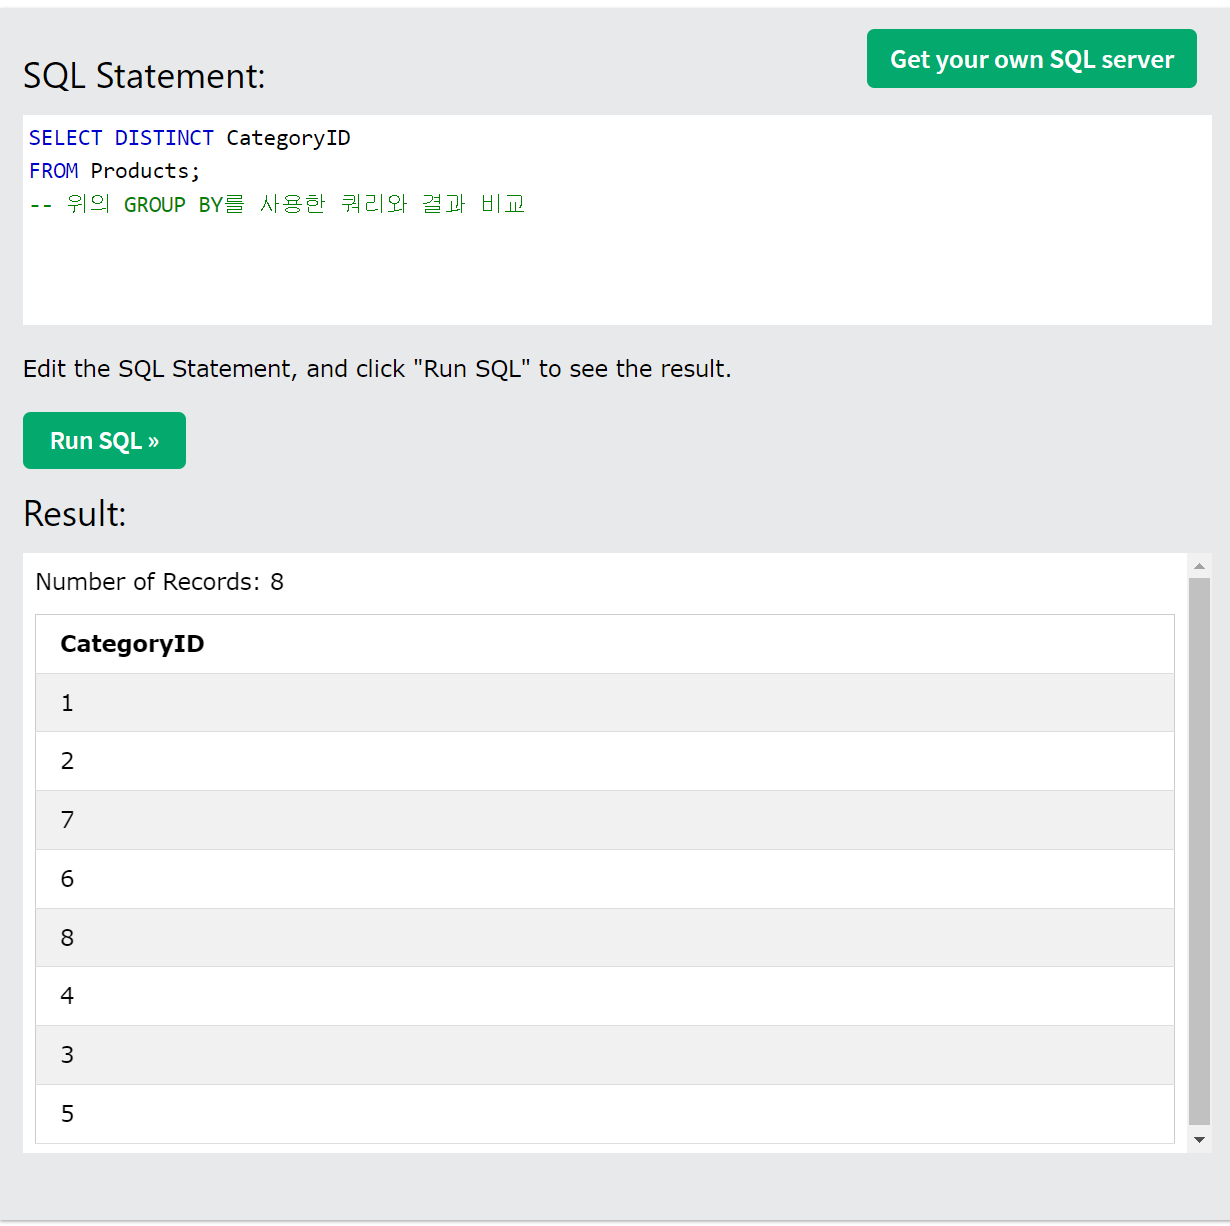 Get your own SQL server
SQL Statement:
SELECT DISTINCT CategoryID
FROM Products;
-- 위의 GROUP BY를 사용한 쿼리와 결과 비교
Edit the SQL Statement, and click "Run SQL" to see the result.
Run SQL »
Result:
Number of Records: 8
CategoryID
1
2
7
6
8
4
3
5